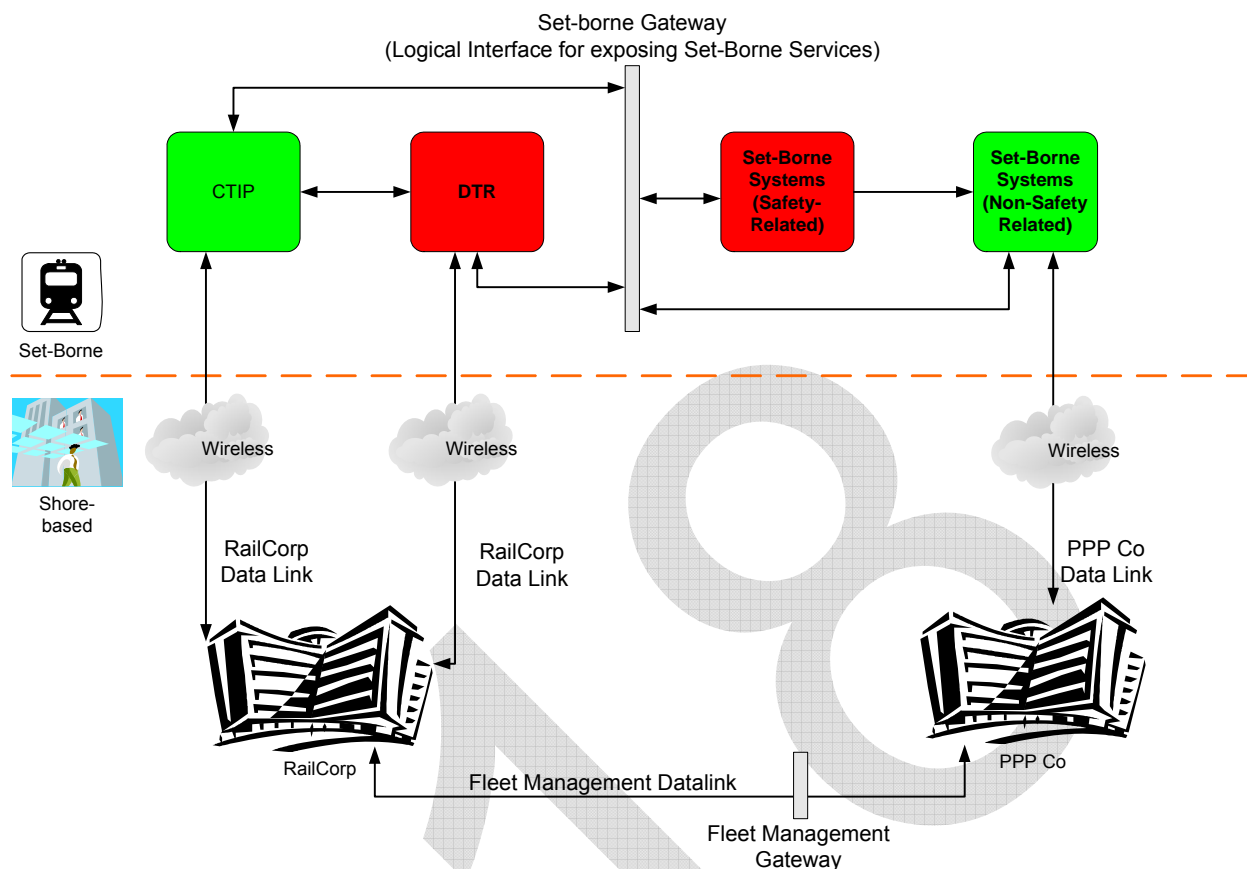 Set-borne Gateway
(Logical Interface for exposing Set-Borne Services)
CTIP
DTR
Set-Borne
Systems
(Safety-
Related)
Set-Borne
Systems
(Non-Safety
Related)
Set-Borne
Wireless
Wireless
Wireless
Shore-
based
RailCorp
Data Link
RailCorp
Data Link
PPP Co
Data Link
RailCorp
PPP Co
Fleet Management Datalink
Fleet Management
Gateway